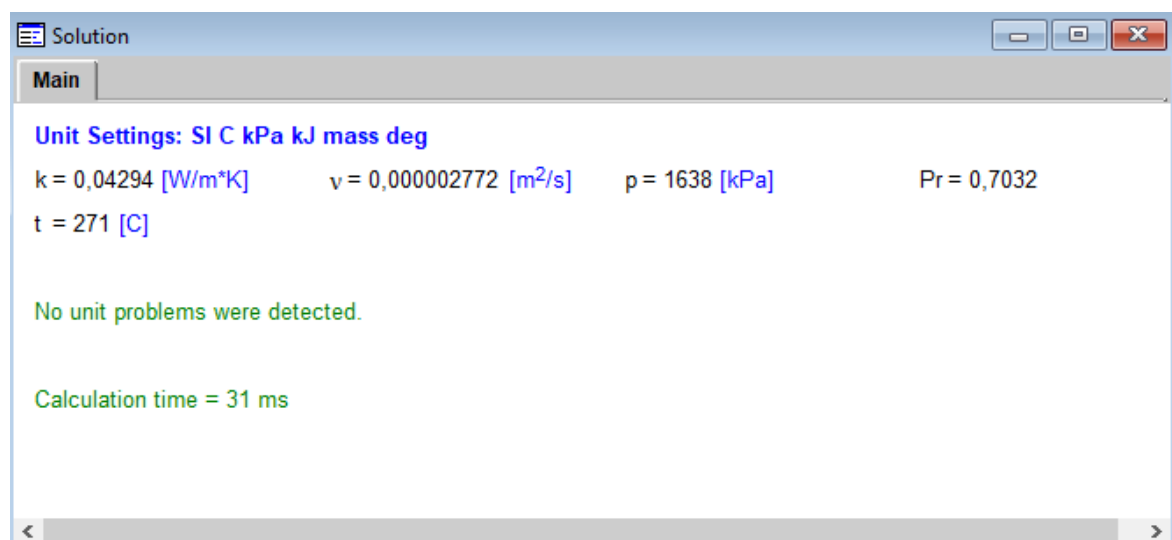 Solution
Main
Unit Settings: SI C kPa kJ mass deg
k = 0,04294 [W/m*K] ν = 0,000002772 [m²/s] p = 1638 [kPa] Pr = 0,7032
t = 271 [C]
No unit problems were detected.
Calculation time = 31 ms